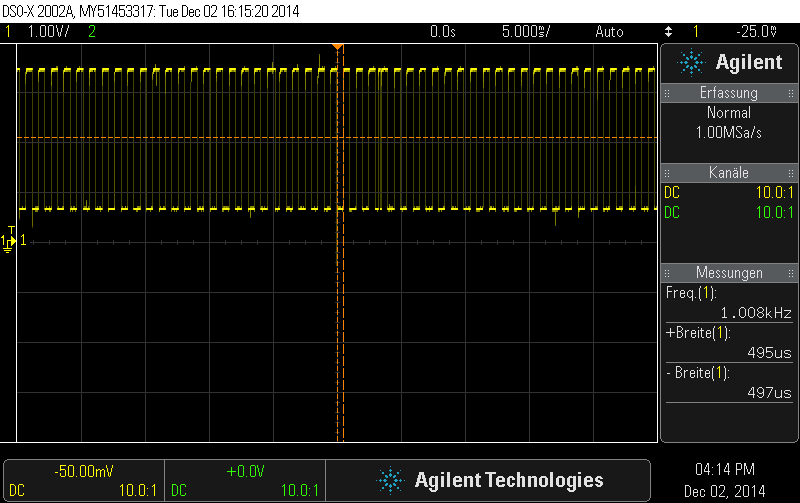 DSO-X 2002A, MY51453317: Tue Dec 02 16:15:20 2014
1 1.00V/ 2 0.0s 5.000ms/ Auto 1 -25.0mV
Agilent
Erfassung
Normal
1.00MSa/s
Kanäle
DC 10.0:1
DC 10.0:1
T
1 1
Messungen
Freq.(1):
1.008kHz
+Breite(1):
495us
- Breite(1):
497us
-50.00mV
DC 10.0:1
+0.0V
DC 10.0:1
Agilent Technologies
04:14 PM
Dec 02, 2014